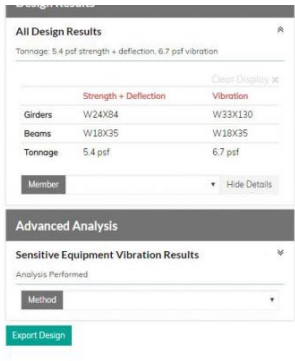 Design Results
All Design Results
Tonnage: 5.4 psf strength + deflection, 6.7 psf vibration
Clear Display ×
Strength + Deflection Vibration
Girders W24X84 W33X130
Beams W18X35 W18X35
Tonnage 5.4 psf 6.7 psf
Member Hide Details
Advanced Analysis
Sensitive Equipment Vibration Results
Analysis Performed
Method
Export Design